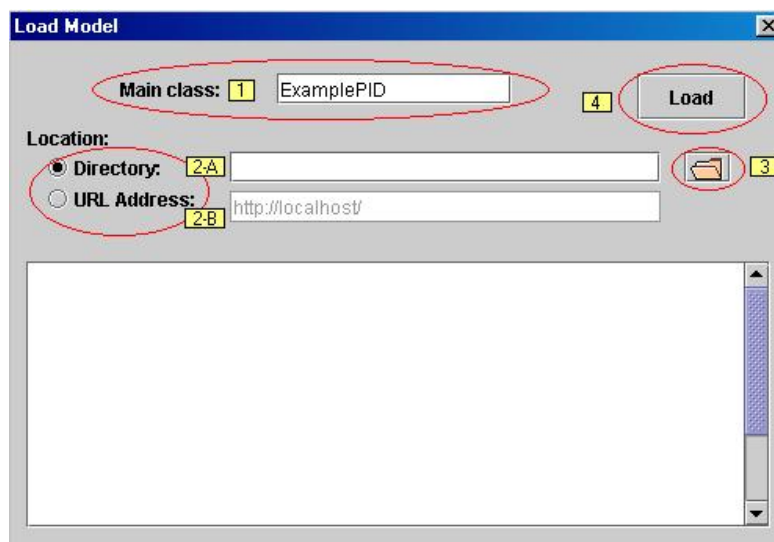 Load Model
Main class: 1 ExamplePID
4 Load
Location:
Directory: 2-A
3
URL Address: 2-B http://localhost/